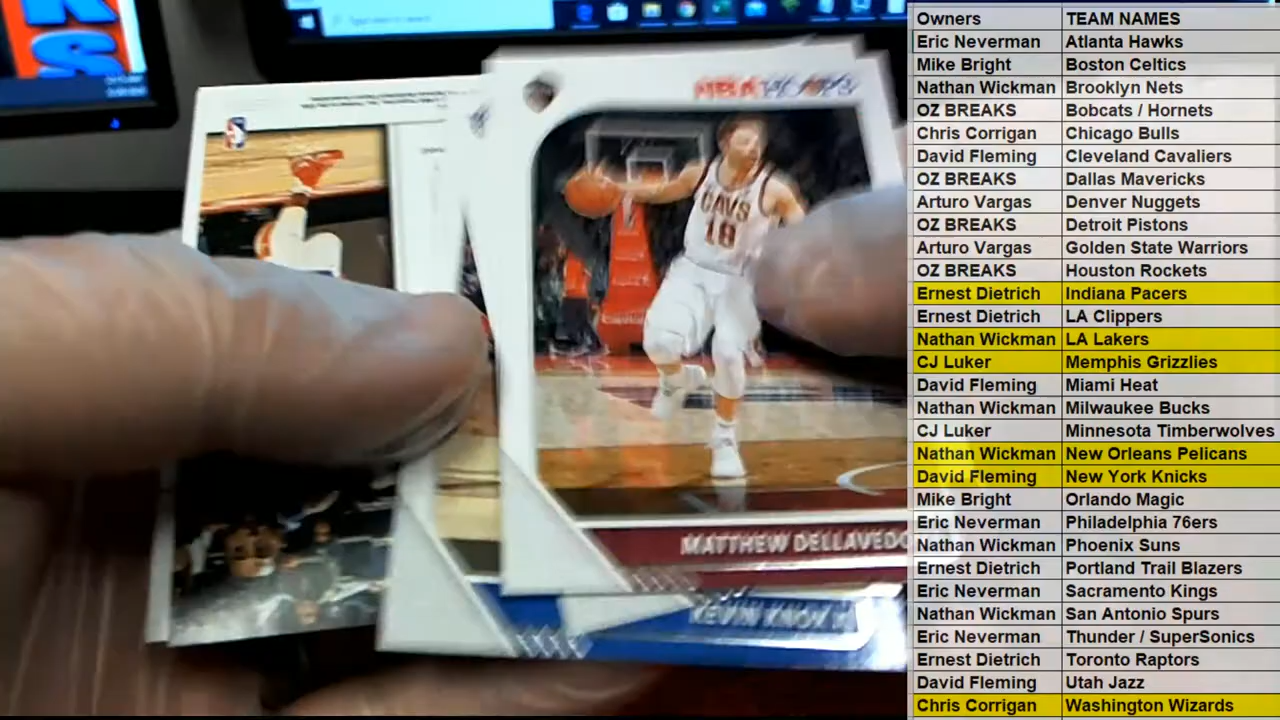 KS
Type here to search
NBA HOOPS
CAVS
18
MATTHEW DELLAVEDO
KEVIN KNOX
Owners TEAM NAMES
Eric Neverman Atlanta Hawks
Mike Bright Boston Celtics
Nathan Wickman Brooklyn Nets
OZ BREAKS Bobcats / Hornets
Chris Corrigan Chicago Bulls
David Fleming Cleveland Cavaliers
OZ BREAKS Dallas Mavericks
Arturo Vargas Denver Nuggets
OZ BREAKS Detroit Pistons
Arturo Vargas Golden State Warriors
OZ BREAKS Houston Rockets
Ernest Dietrich Indiana Pacers
Ernest Dietrich LA Clippers
Nathan Wickman LA Lakers
CJ Luker Memphis Grizzlies
David Fleming Miami Heat
Nathan Wickman Milwaukee Bucks
CJ Luker Minnesota Timberwolves
Nathan Wickman New Orleans Pelicans
David Fleming New York Knicks
Mike Bright Orlando Magic
Eric Neverman Philadelphia 76ers
Nathan Wickman Phoenix Suns
Ernest Dietrich Portland Trail Blazers
Eric Neverman Sacramento Kings
Nathan Wickman San Antonio Spurs
Eric Neverman Thunder / SuperSonics
Ernest Dietrich Toronto Raptors
David Fleming Utah Jazz
Chris Corrigan Washington Wizards